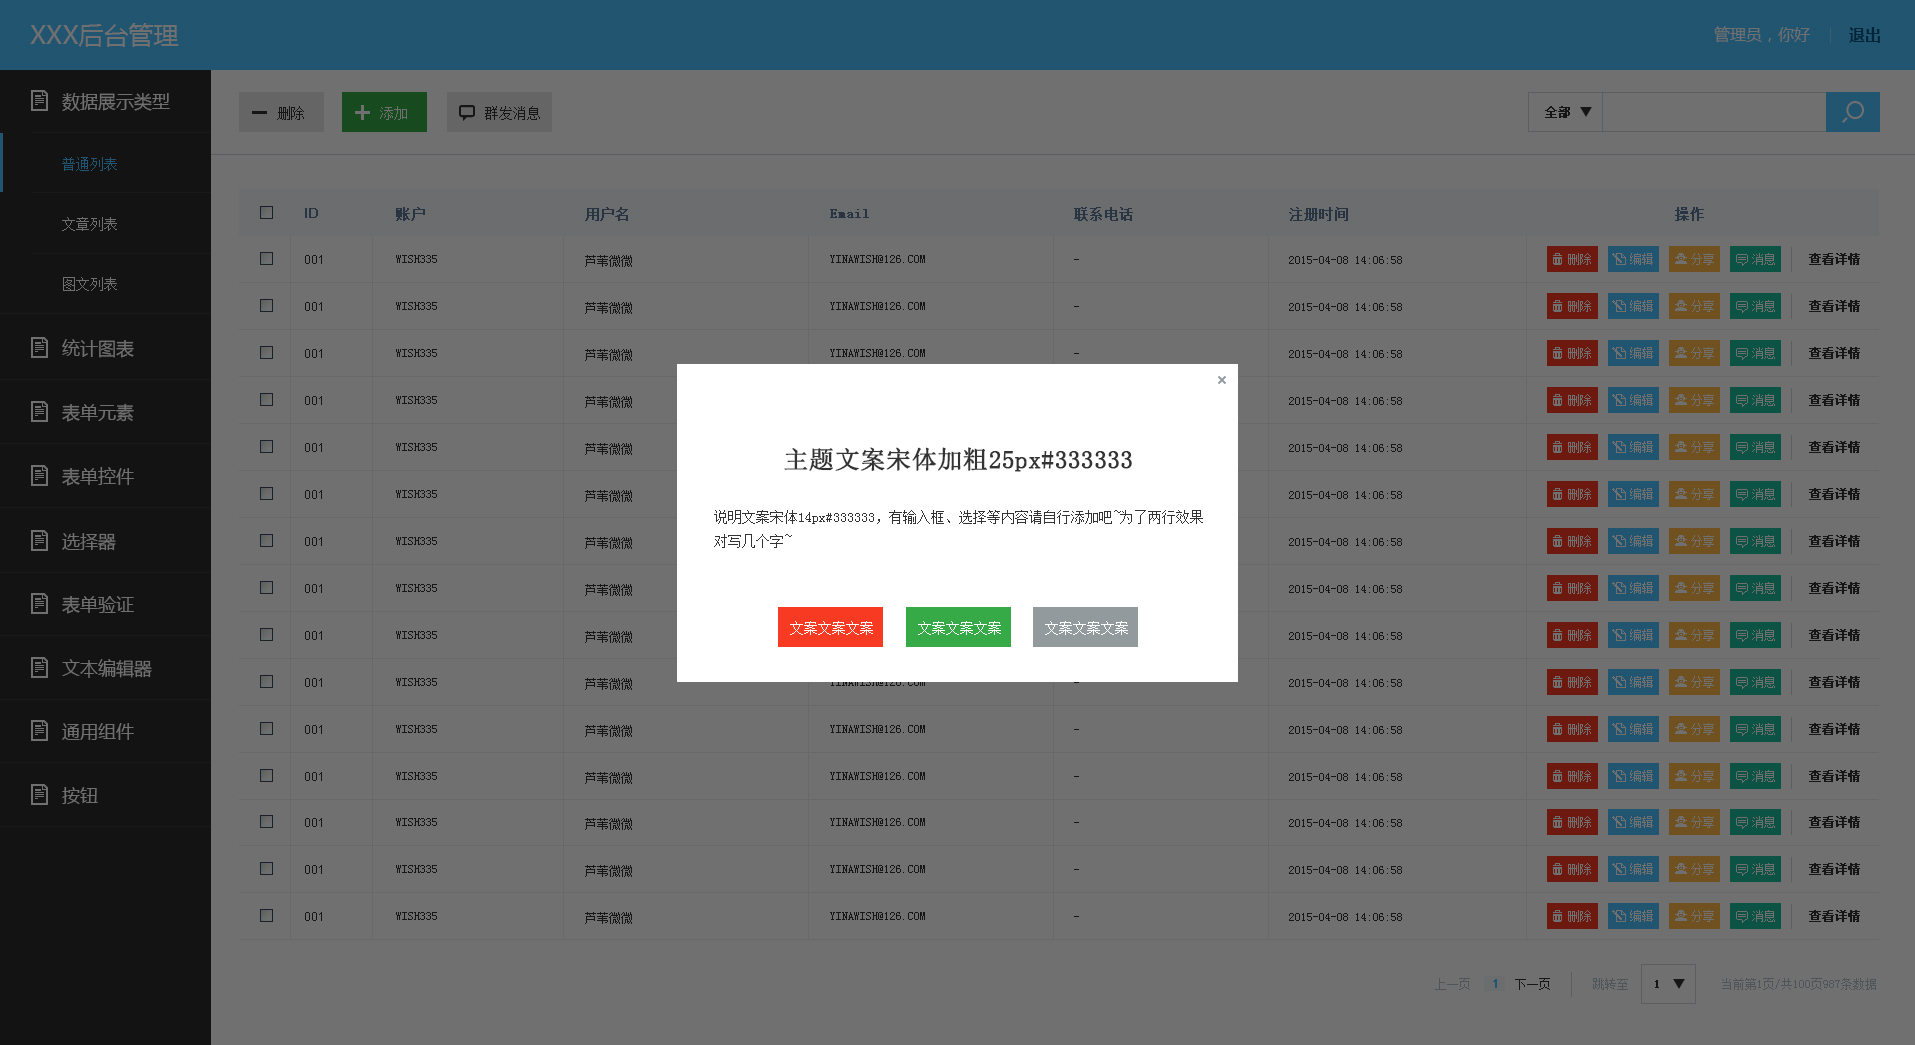 XXX后台管理
管理员，你好 退出
数据展示类型
普通列表
文章列表
图文列表
统计图表
表单元素
表单控件
选择器
表单验证
文本编辑器
通用组件
按钮
删除 添加 群发消息 全部
ID 账户 用户名 Email 联系电话 注册时间 操作
001 WISH335 芦苇微微 YINAWISH@126.COM - 2015-04-08 14:06:58 删除 编辑 分享 消息 查看详情
001 WISH335 芦苇微微 YINAWISH@126.COM - 2015-04-08 14:06:58 删除 编辑 分享 消息 查看详情
001 WISH335 芦苇微微 YINAWISH@126.COM - 2015-04-08 14:06:58 删除 编辑 分享 消息 查看详情
001 WISH335 芦苇微微 2015-04-08 14:06:58 删除 编辑 分享 消息 查看详情
001 WISH335 芦苇微微 2015-04-08 14:06:58 删除 编辑 分享 消息 查看详情
001 WISH335 芦苇微微 2015-04-08 14:06:58 删除 编辑 分享 消息 查看详情
001 WISH335 芦苇微微 2015-04-08 14:06:58 删除 编辑 分享 消息 查看详情
001 WISH335 芦苇微微 2015-04-08 14:06:58 删除 编辑 分享 消息 查看详情
001 WISH335 芦苇微微 2015-04-08 14:06:58 删除 编辑 分享 消息 查看详情
001 WISH335 芦苇微微 YINAWISH@126.COM - 2015-04-08 14:06:58 删除 编辑 分享 消息 查看详情
001 WISH335 芦苇微微 YINAWISH@126.COM - 2015-04-08 14:06:58 删除 编辑 分享 消息 查看详情
001 WISH335 芦苇微微 YINAWISH@126.COM - 2015-04-08 14:06:58 删除 编辑 分享 消息 查看详情
001 WISH335 芦苇微微 YINAWISH@126.COM - 2015-04-08 14:06:58 删除 编辑 分享 消息 查看详情
001 WISH335 芦苇微微 YINAWISH@126.COM - 2015-04-08 14:06:58 删除 编辑 分享 消息 查看详情
001 WISH335 芦苇微微 YINAWISH@126.COM - 2015-04-08 14:06:58 删除 编辑 分享 消息 查看详情
×
主题文案宋体加粗25px#333333
说明文案宋体14px#333333，有输入框、选择等内容请自行添加吧~为了两行效果
对写几个字~
文案文案文案 文案文案文案 文案文案文案
上一页 1 下一页 跳转至 1 当前第1页/共100页987条数据